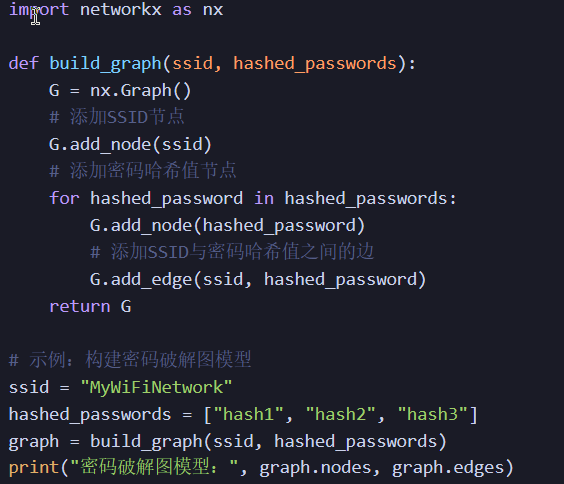 import networkx as nx
def build_graph(ssid, hashed_passwords):
    G = nx.Graph()
    # 添加SSID节点
    G.add_node(ssid)
    # 添加密码哈希值节点
    for hashed_password in hashed_passwords:
        G.add_node(hashed_password)
        # 添加SSID与密码哈希值之间的边
        G.add_edge(ssid, hashed_password)
    return G
# 示例：构建密码破解图模型
ssid = "MyWiFiNetwork"
hashed_passwords = ["hash1", "hash2", "hash3"]
graph = build_graph(ssid, hashed_passwords)
print("密码破解图模型：", graph.nodes, graph.edges)